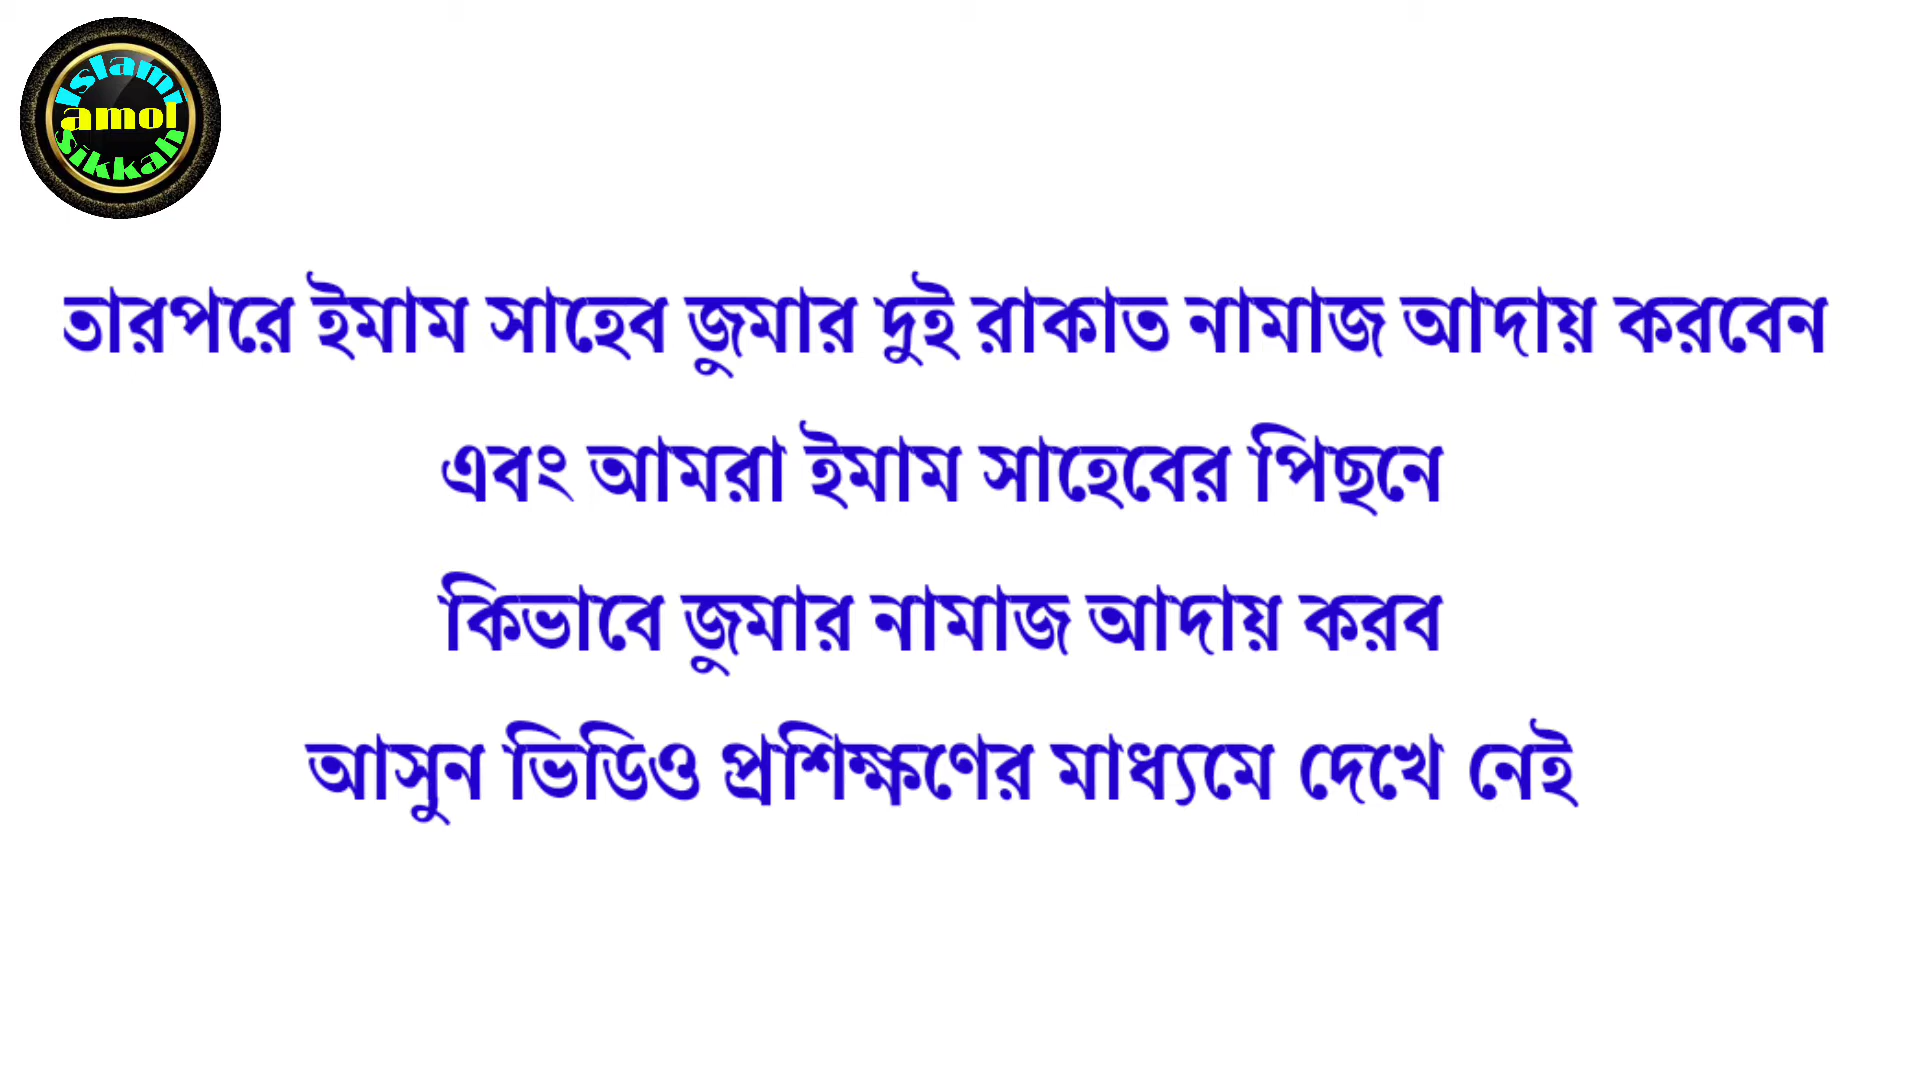 Islami
amol
sikkah
তারপরে ইমাম সাহেব জুমার দুই রাকাত নামাজ আদায় করবেন
এবং আমরা ইমাম সাহেবের পিছনে
কিভাবে জুমার নামাজ আদায় করব
আসুন ভিডিও প্রশিক্ষণের মাধ্যমে দেখে নেই